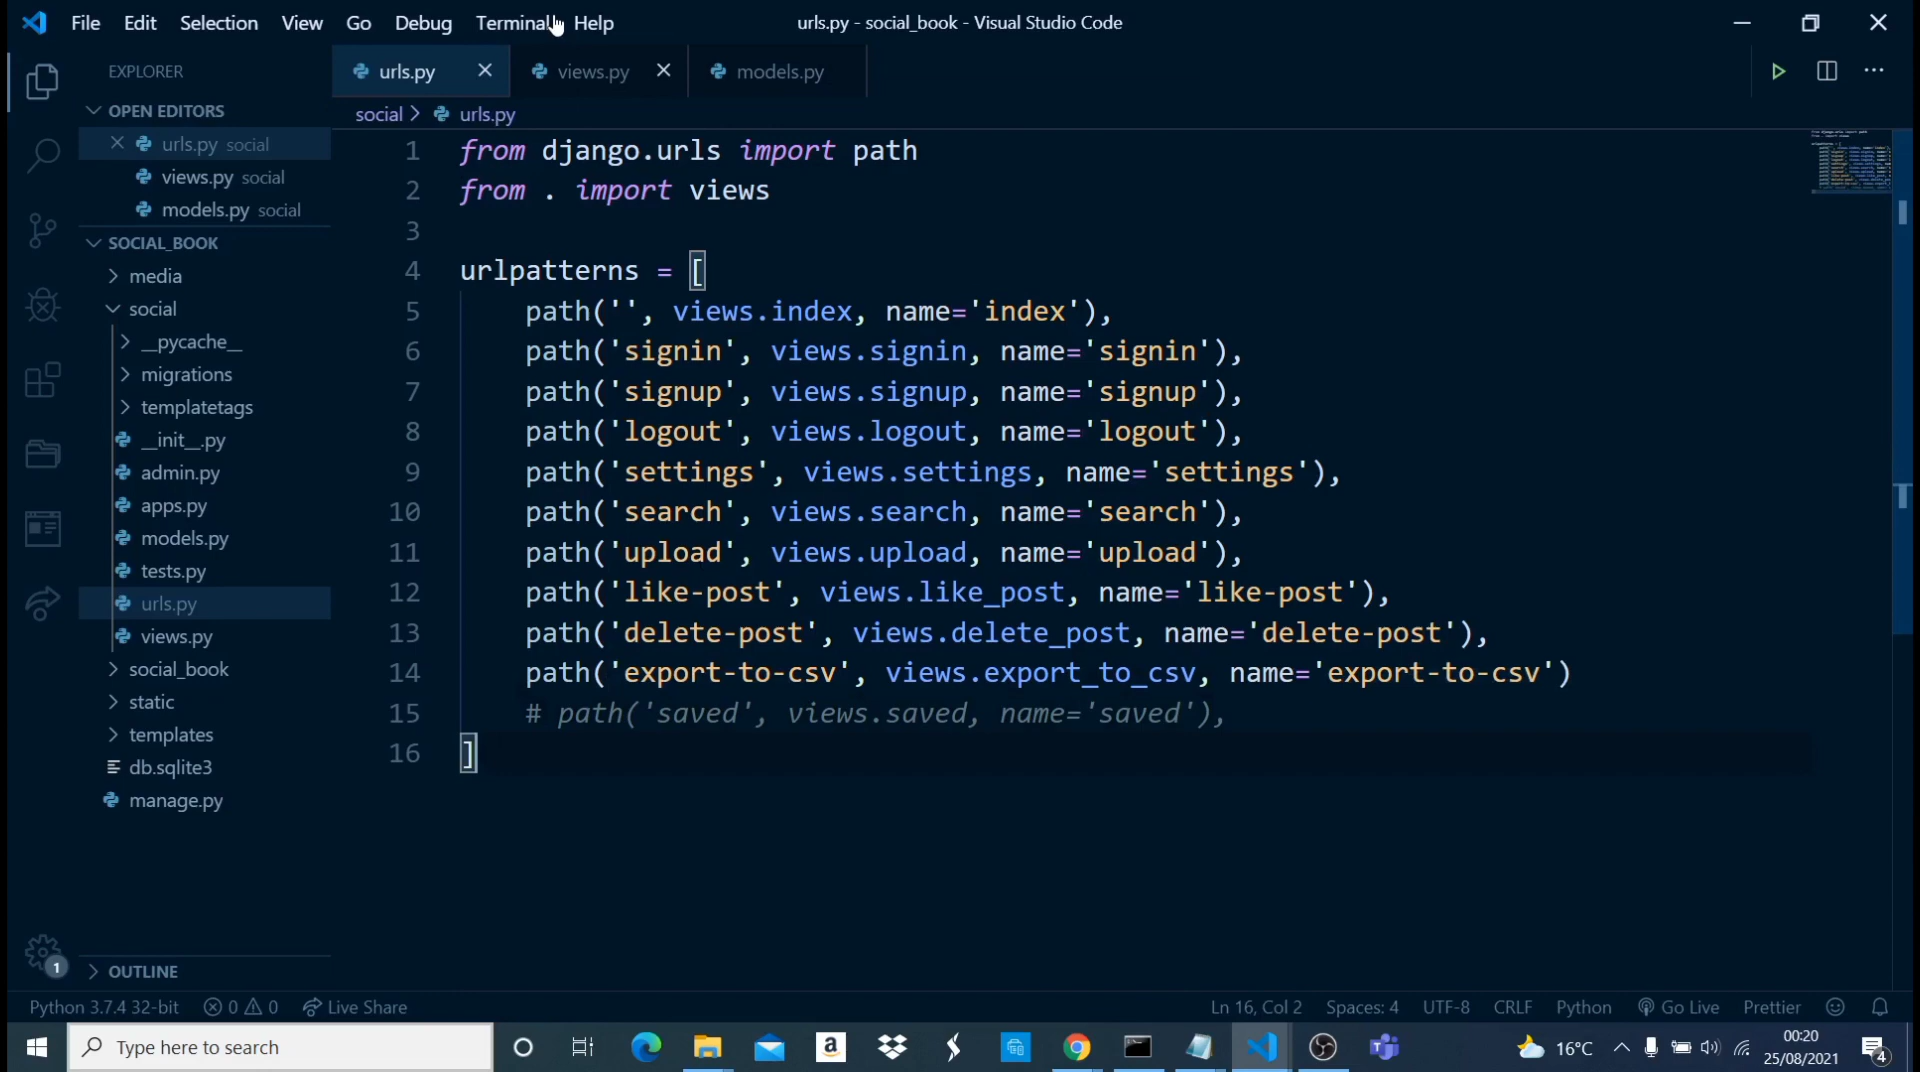 File Edit Selection View Go Debug Terminal Help urls.py - social_book - Visual Studio Code
EXPLORER
urls.py views.py models.py
OPEN EDITORS
urls.py social
views.py social
models.py social
SOCIAL_BOOK
media
social
__pycache__
migrations
templatetags
__init__.py
admin.py
apps.py
models.py
tests.py
urls.py
views.py
social_book
static
templates
db.sqlite3
manage.py
OUTLINE
social > urls.py
1 from django.urls import path
2 from . import views
3
4 urlpatterns = [
5 path('', views.index, name='index'),
6 path('signin', views.signin, name='signin'),
7 path('signup', views.signup, name='signup'),
8 path('logout', views.logout, name='logout'),
9 path('settings', views.settings, name='settings'),
10 path('search', views.search, name='search'),
11 path('upload', views.upload, name='upload'),
12 path('like-post', views.like_post, name='like-post'),
13 path('delete-post', views.delete_post, name='delete-post'),
14 path('export-to-csv', views.export_to_csv, name='export-to-csv')
15 # path('saved', views.saved, name='saved'),
16 ]
1
Python 3.7.4 32-bit 0 0 Live Share Ln 16, Col 2 Spaces: 4 UTF-8 CRLF Python Go Live Prettier
Type here to search
a
16°C
00:20
25/08/2021
4